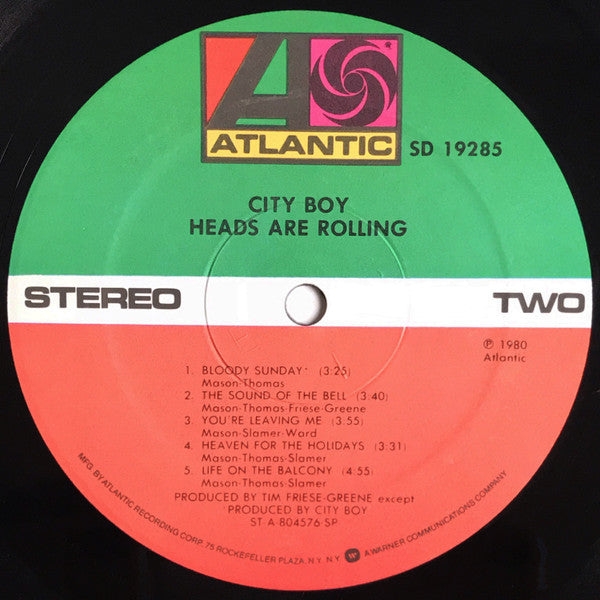 ATLANTIC
®
SD 19285
CITY BOY
HEADS ARE ROLLING
STEREO
TWO
℗ 1980
Atlantic
1. BLOODY SUNDAY* (3:25)
Mason-Thomas
2. THE SOUND OF THE BELL (3:40)
Mason-Thomas-Friese-Greene
3. YOU'RE LEAVING ME (3:55)
Mason-Slamer-Ward
4. HEAVEN FOR THE HOLIDAYS (3:31)
Mason-Thomas-Slamer
5. LIFE ON THE BALCONY (4:55)
Mason-Thomas-Slamer
PRODUCED BY TIM FRIESE-GREENE except
*PRODUCED BY CITY BOY
ST A 804576 SP
MFG. BY ATLANTIC RECORDING CORP. 75 ROCKEFELLER PLAZA, N.Y. N.Y. W A WARNER COMMUNICATIONS COMPANY